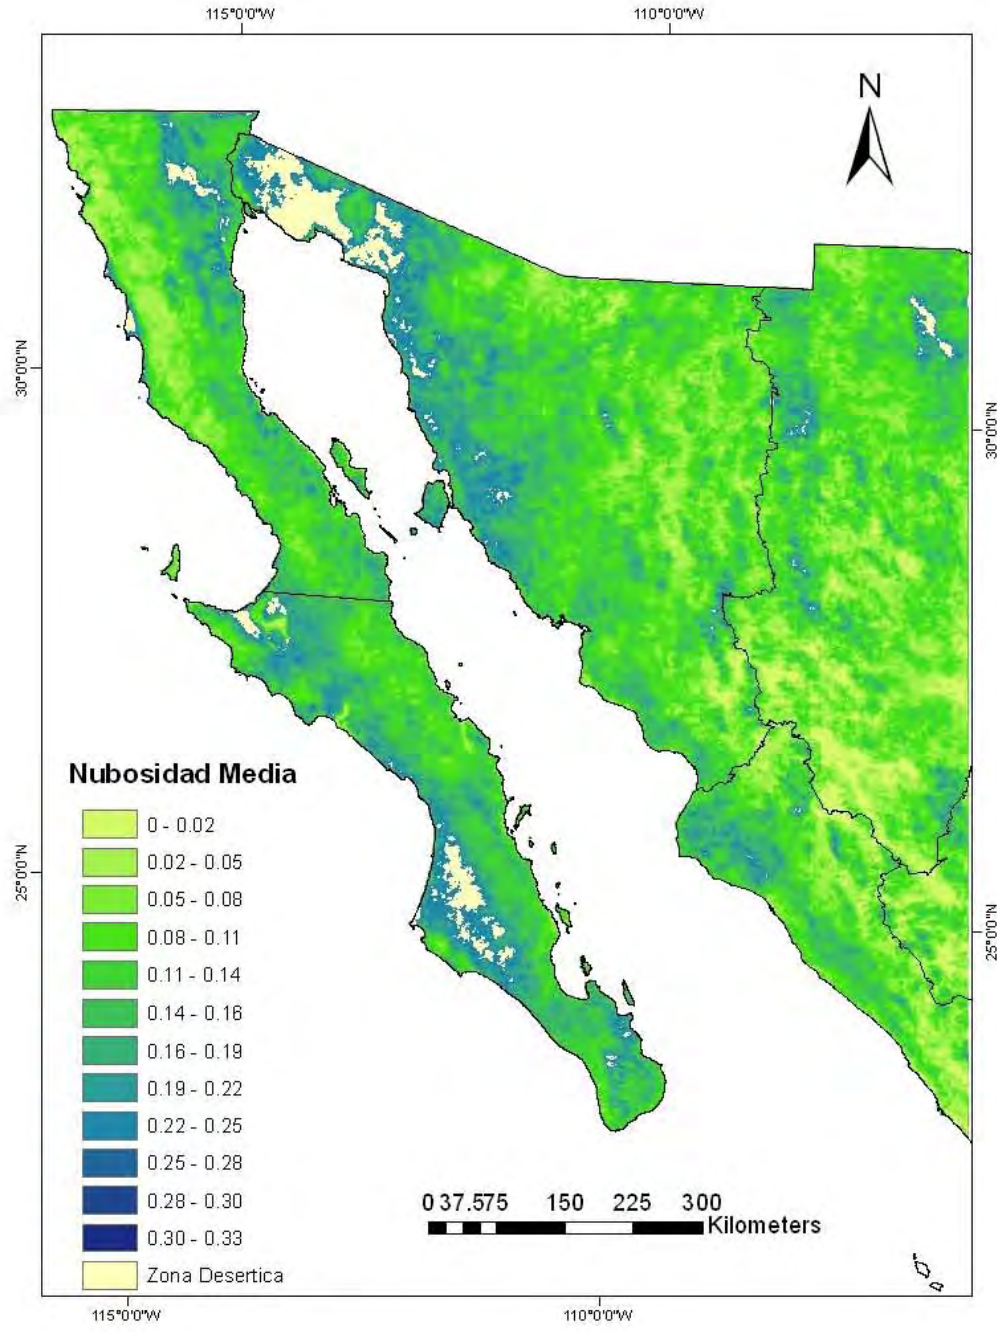 115°0'0"W 110°0'0"W
N
30°0'0"N
30°0'0"N
Nubosidad Media
0 - 0.02
0.02 - 0.05
0.05 - 0.08
0.08 - 0.11
0.11 - 0.14
0.14 - 0.16
0.16 - 0.19
0.19 - 0.22
0.22 - 0.25
0.25 - 0.28
0.28 - 0.30
0.30 - 0.33
Zona Desertica
25°0'0"N
25°0'0"N
0 37.575 150 225 300
Kilometers
115°0'0"W 110°0'0"W